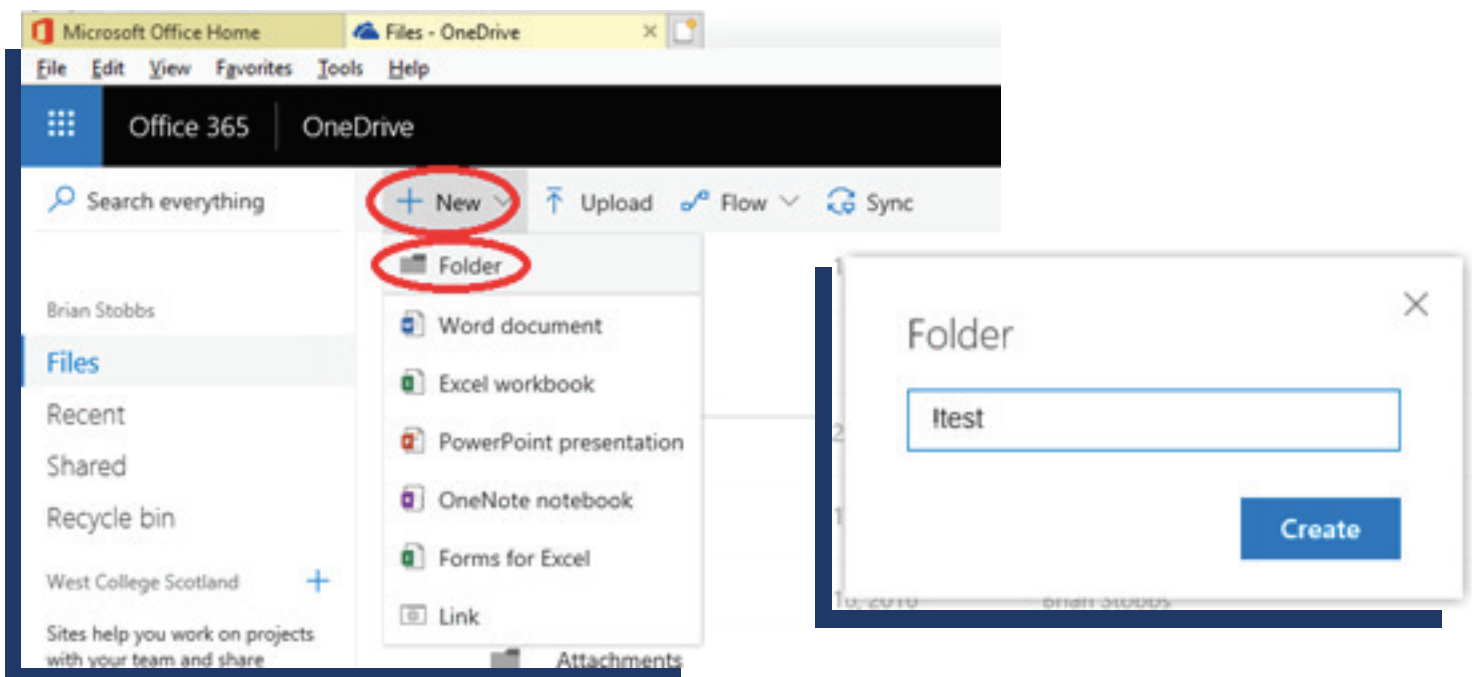 Microsoft Office Home
Files - OneDrive
File Edit View Favorites Tools Help
Office 365
OneDrive
Search everything
New
Upload
Flow
Sync
Folder
Word document
Excel workbook
PowerPoint presentation
OneNote notebook
Forms for Excel
Link
Attachments
Brian Stobbs
Files
Recent
Shared
Recycle bin
West College Scotland
Sites help you work on projects
with your team and share
Folder
!test
Create
Brian Stobbs